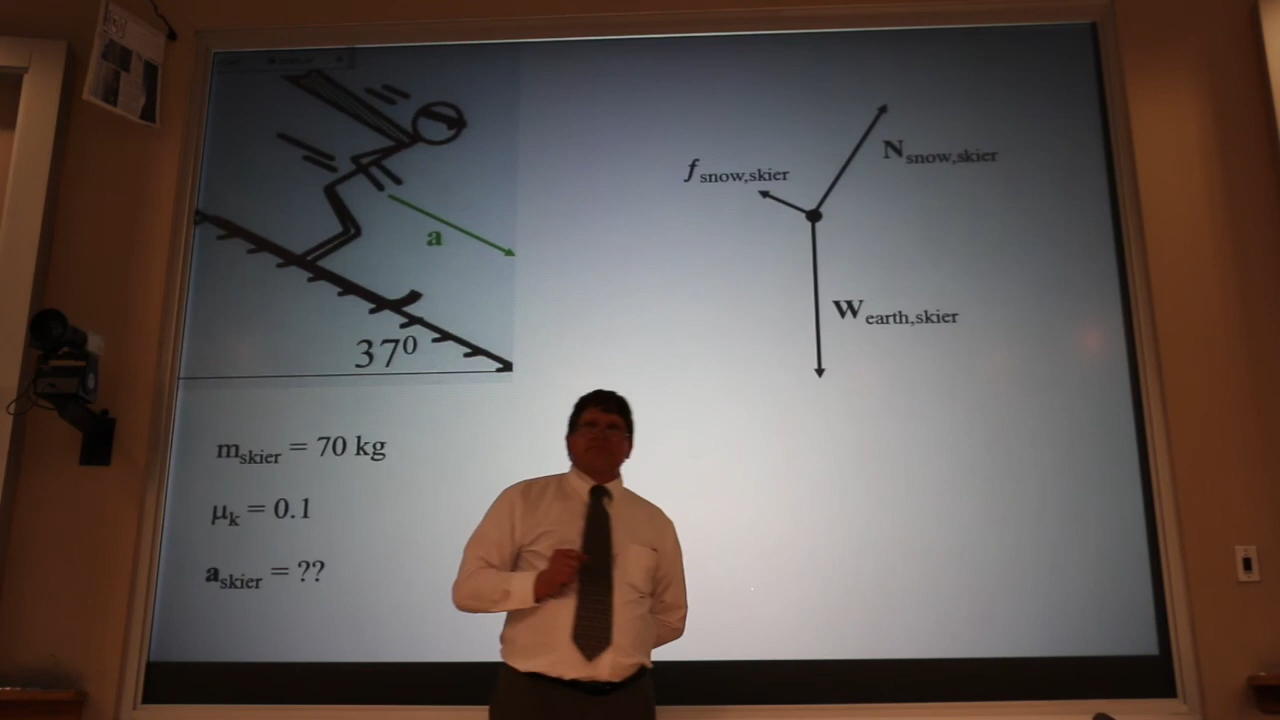 f snow,skier
N snow,skier
a
W earth,skier
37⁰
m skier = 70 kg
μk = 0.1
a skier = ??